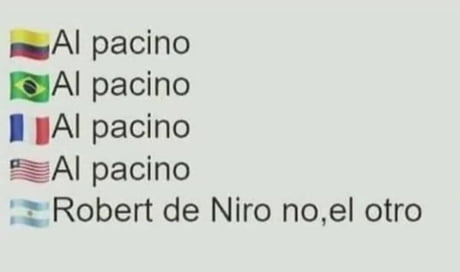 🇨🇴Al pacino
🇧🇷Al pacino
🇫🇷Al pacino
🇱🇷Al pacino
🇦🇷Robert de Niro no,el otro